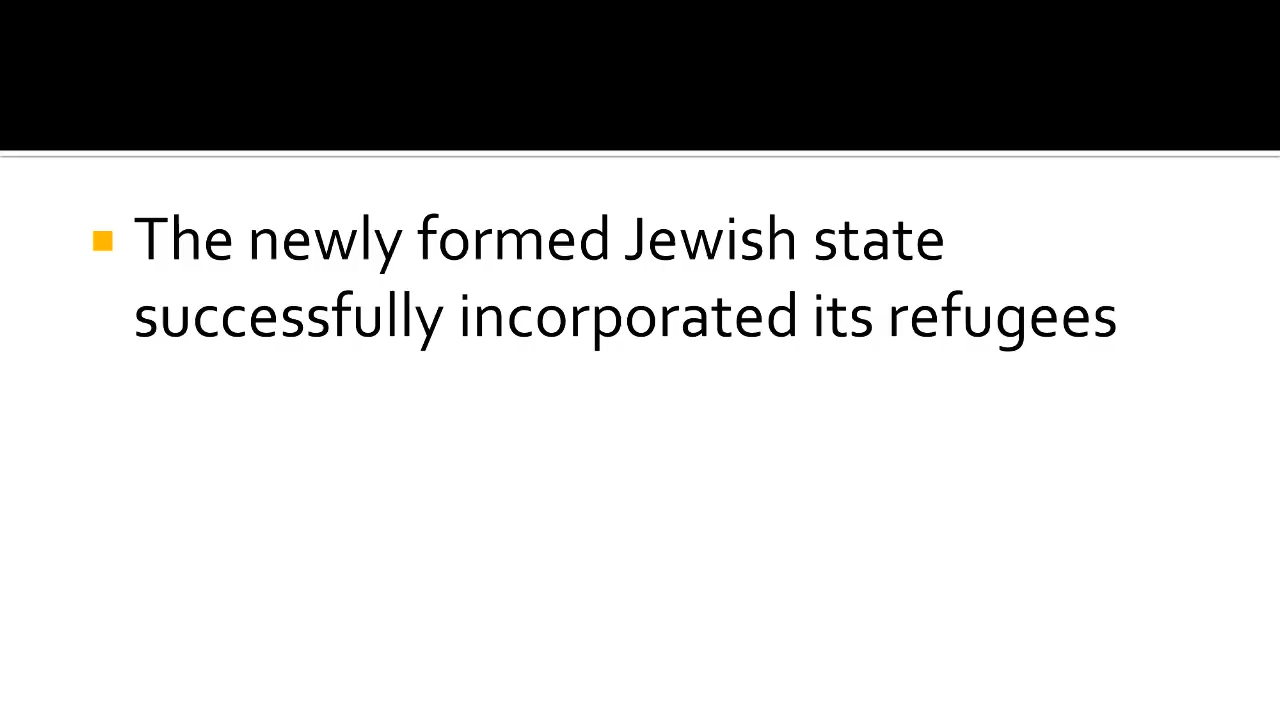 The newly formed Jewish state
successfully incorporated its refugees